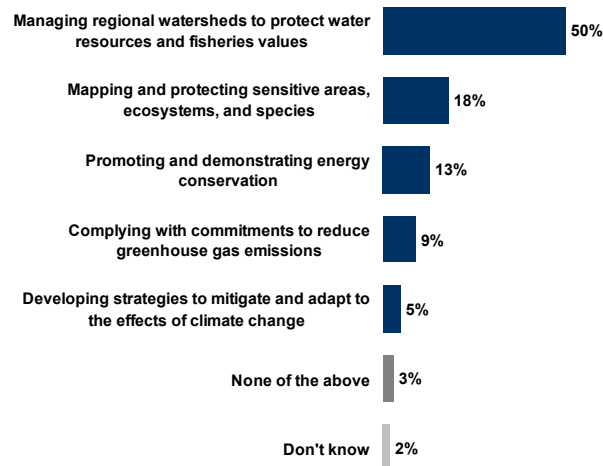 Managing regional watersheds to protect water
resources and fisheries values
50%
Mapping and protecting sensitive areas,
ecosystems, and species
18%
Promoting and demonstrating energy
conservation
13%
Complying with commitments to reduce
greenhouse gas emissions
9%
Developing strategies to mitigate and adapt to
the effects of climate change
5%
None of the above
3%
Don't know
2%